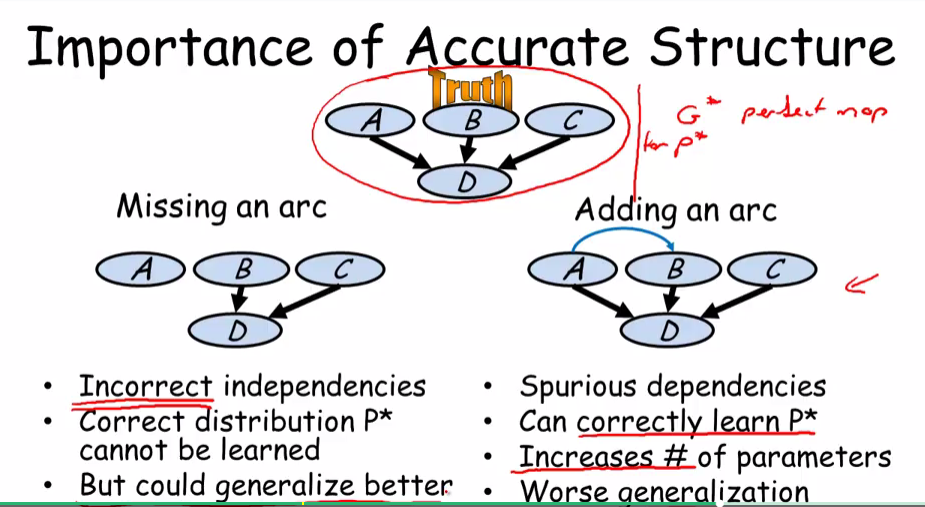 Importance of Accurate Structure
Truth
A B C
D
G* perfect map
for P*
Missing an arc
A B C
D
• Incorrect independencies
• Correct distribution P*
cannot be learned
• But could generalize better
Adding an arc
A B C
D
• Spurious dependencies
• Can correctly learn P*
• Increases # of parameters
• Worse generalization